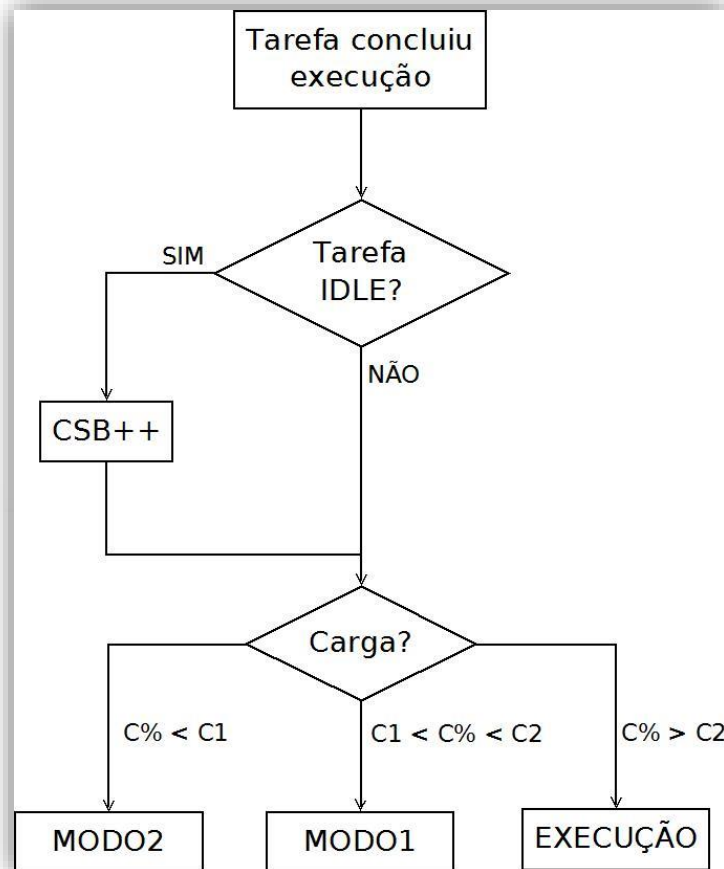 Tarefa concluiu
execução
Tarefa
IDLE?
SIM
NÃO
CSB++
Carga?
C% < C1
C1 < C% < C2
C% > C2
MODO2
MODO1
EXECUÇÃO